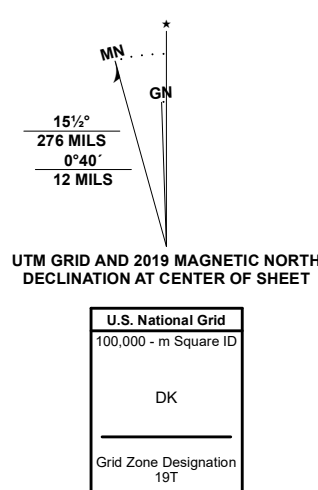 ★
MN
GN
15½°
276 MILS
0°40´
12 MILS
UTM GRID AND 2019 MAGNETIC NORTH
DECLINATION AT CENTER OF SHEET
U.S. National Grid
100,000 - m Square ID
DK
Grid Zone Designation
19T